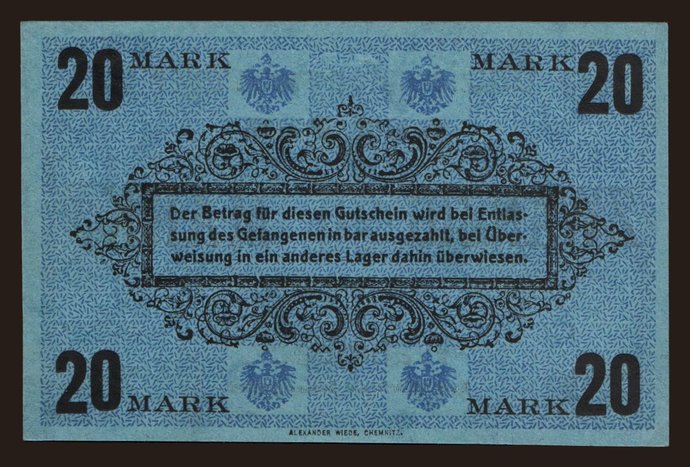 20 MARK MARK 20
Der Betrag für diesen Gutschein wird bei Entlas-
sung des Gefangenen in bar ausgezahlt, bei Über-
weisung in ein anderes Lager dahin überwiesen.
20 MARK MARK 20
ALEXANDER WIEDE, CHEMNITZ.